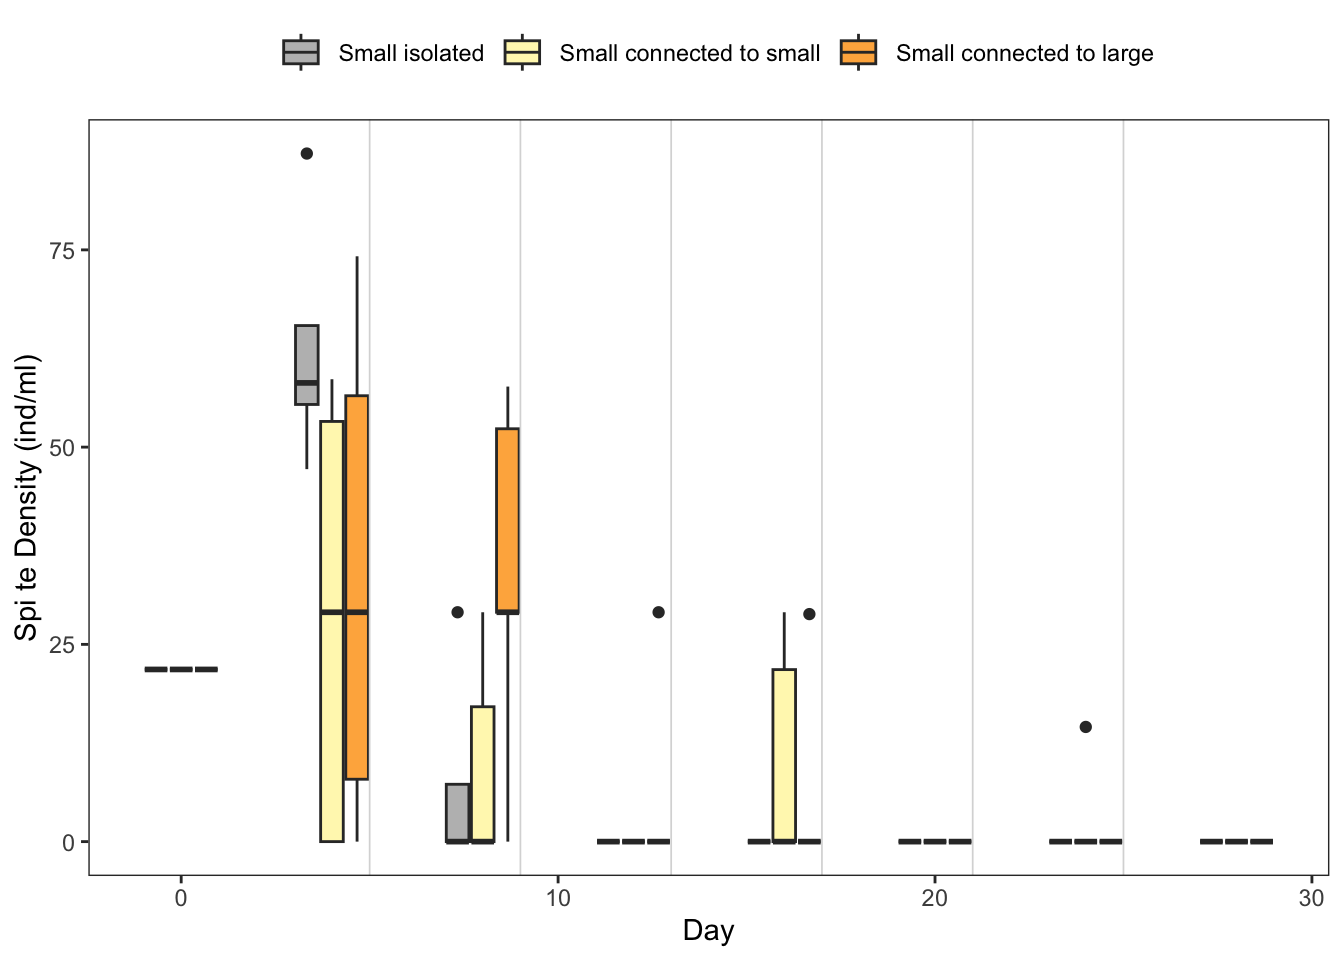 Small isolated Small connected to small Small connected to large
75
50
25
0
Spi te Density (ind/ml)
0 10 20 30
Day